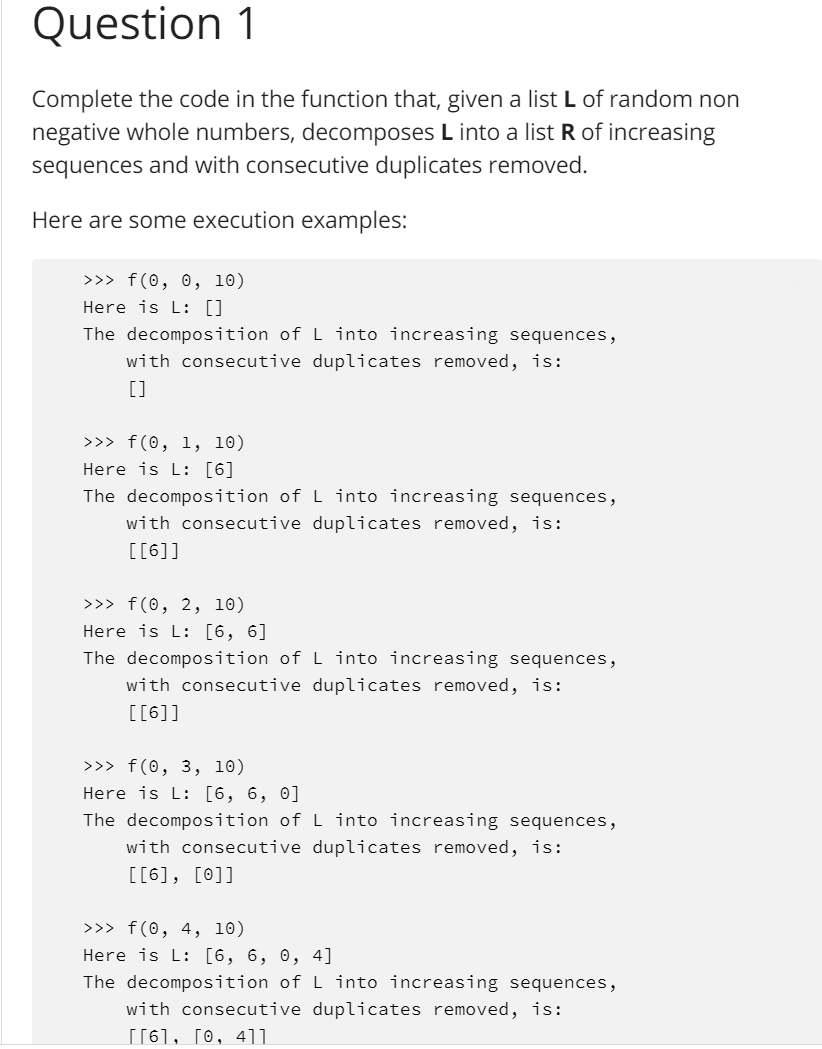 Question 1
Complete the code in the function that, given a list L of random non
negative whole numbers, decomposes L into a list R of increasing
sequences and with consecutive duplicates removed.
Here are some execution examples:
>>> f(0, 0, 10)
Here is L: []
The decomposition of L into increasing sequences,
with consecutive duplicates removed, is:
[]
>>> f(0, 1, 10)
Here is L: [6]
The decomposition of L into increasing sequences,
with consecutive duplicates removed, is:
[[6]]
>>> f(0, 2, 10)
Here is L: [6, 6]
The decomposition of L into increasing sequences,
with consecutive duplicates removed, is:
[[6]]
>>> f(0, 3, 10)
Here is L: [6, 6, 0]
The decomposition of L into increasing sequences,
with consecutive duplicates removed, is:
[[6], [0]]
>>> f(0, 4, 10)
Here is L: [6, 6, 0, 4]
The decomposition of L into increasing sequences,
with consecutive duplicates removed, is:
[[6], [0, 4]]